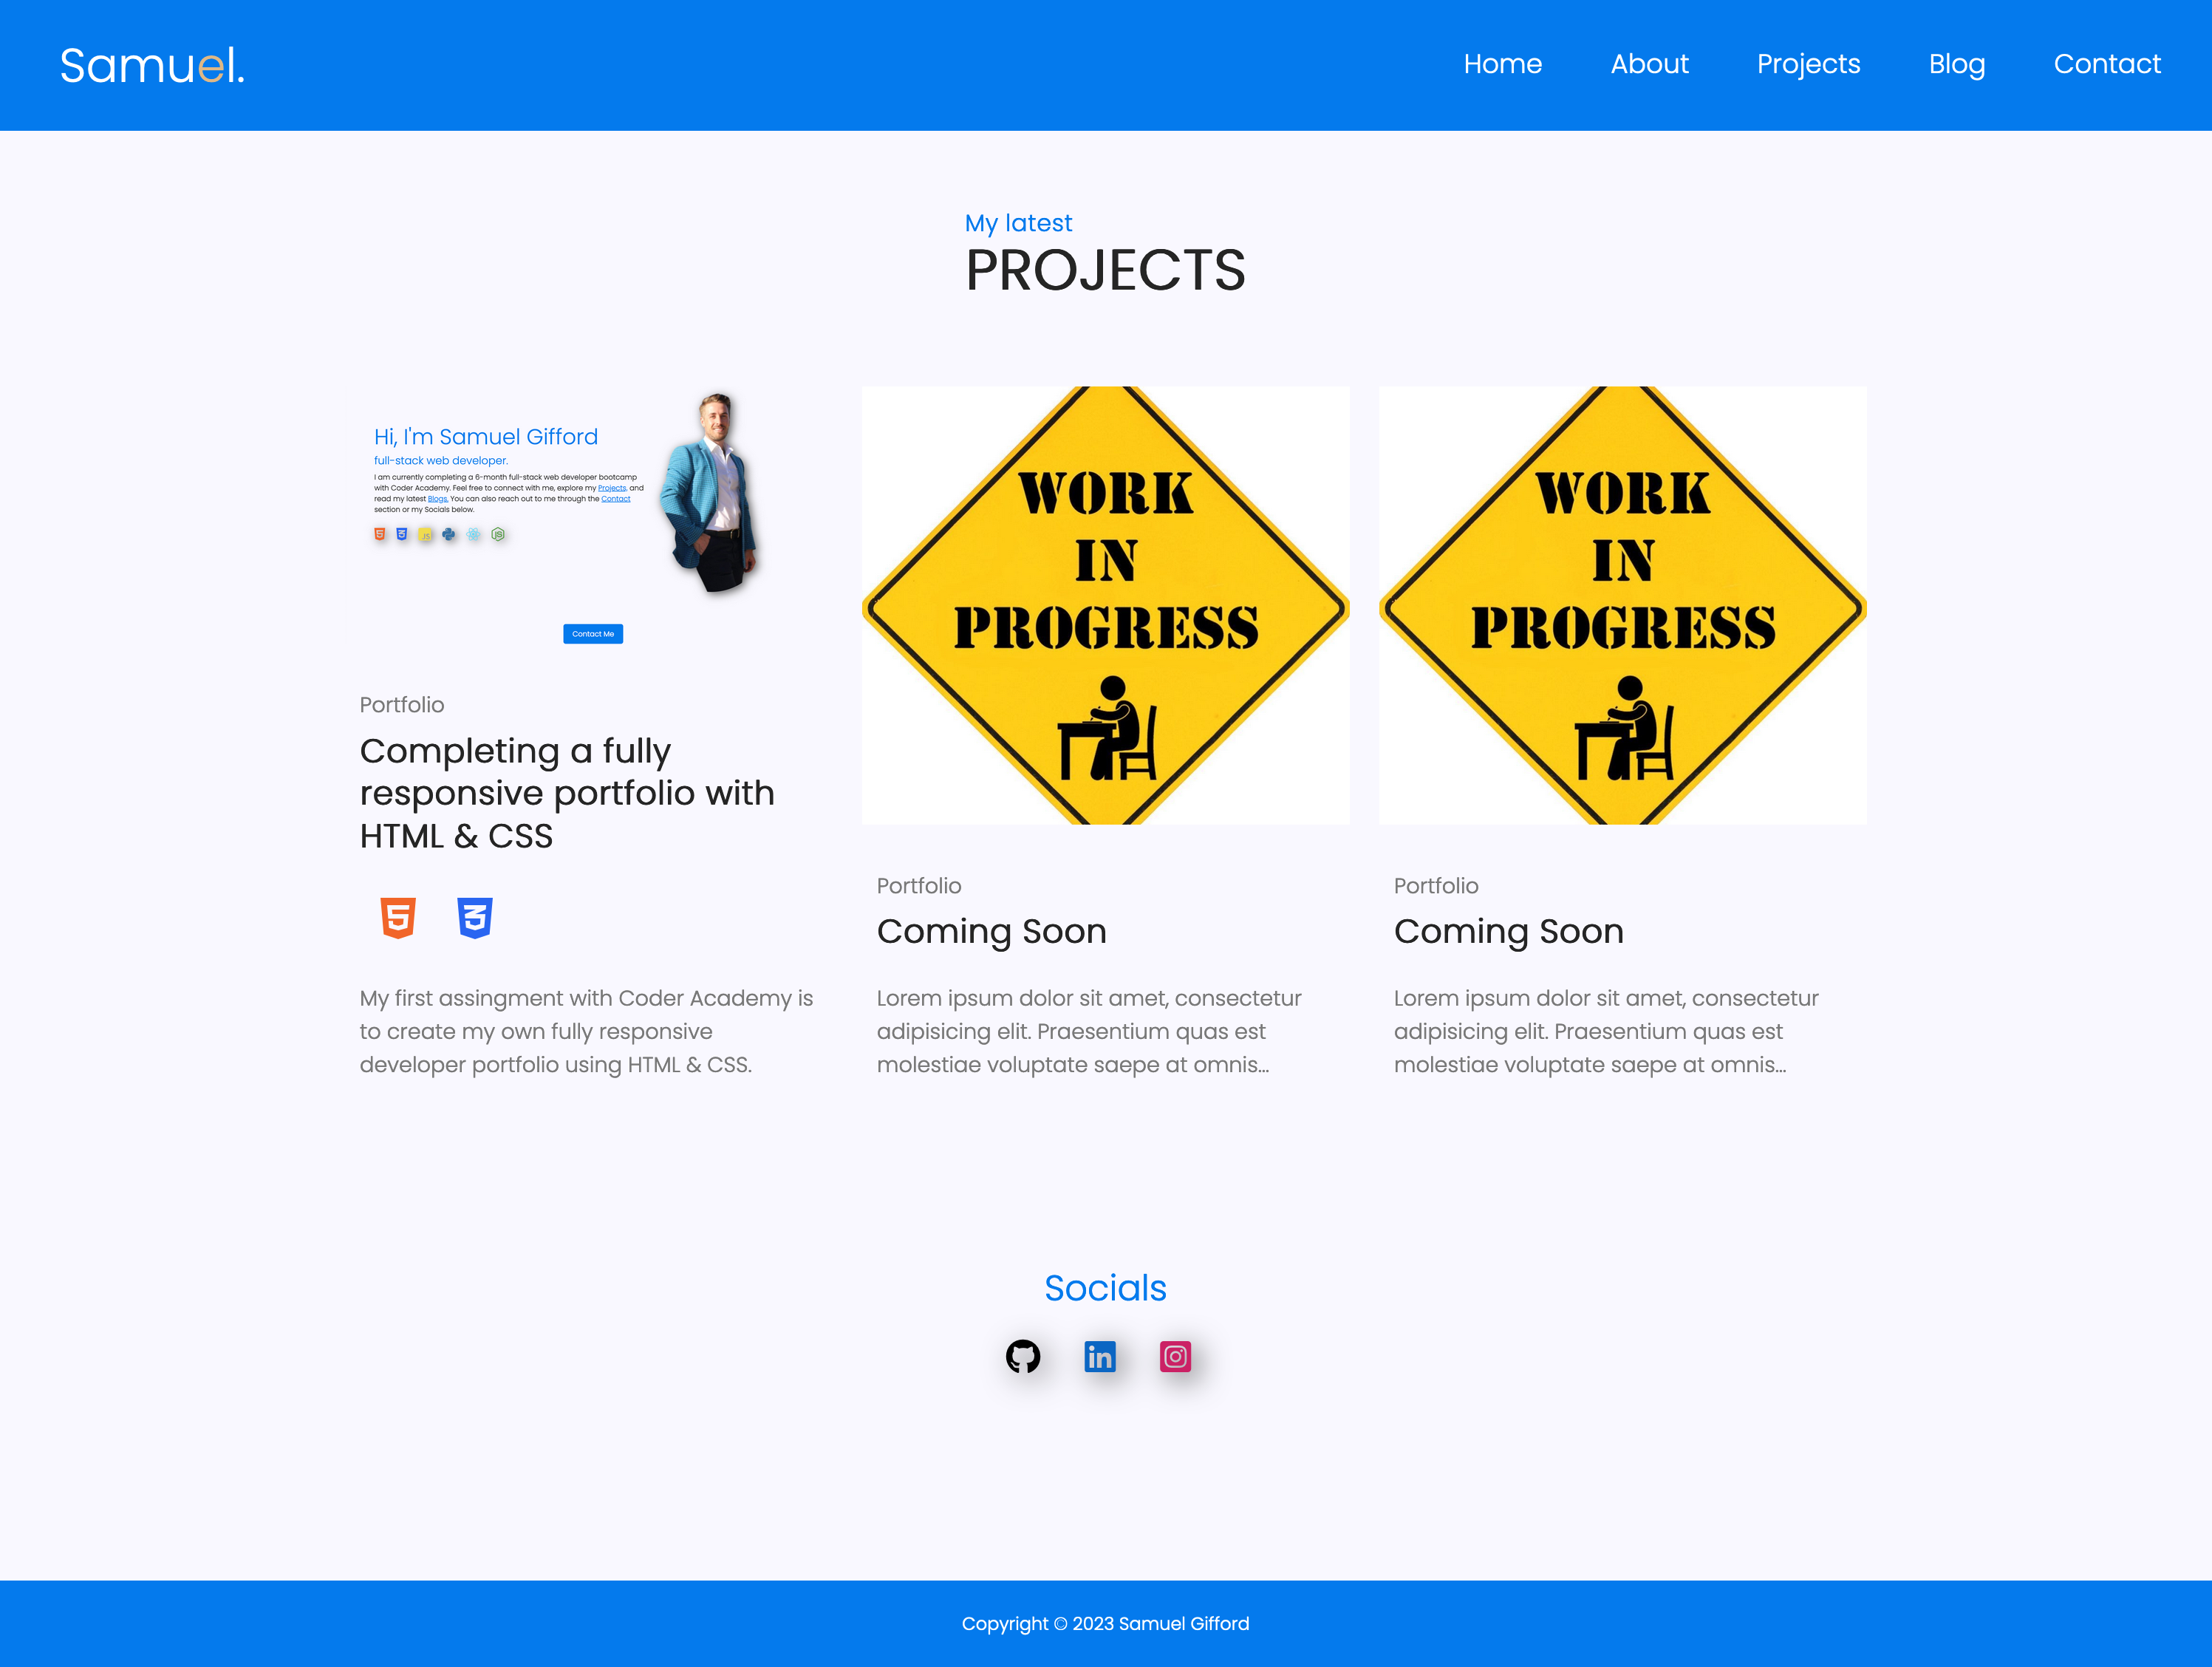 Samuel.
Home About Projects Blog Contact
My latest
PROJECTS
Hi, I'm Samuel Gifford
full-stack web developer.
I am currently completing a 6-month full-stack web developer bootcamp
with Coder Academy. Feel free to connect with me, explore my Projects, and
read my latest Blogs. You can also reach out to me through the Contact
section or my Socials below.
JS
Contact Me
Portfolio
Completing a fully
responsive portfolio with
HTML & CSS
My first assingment with Coder Academy is
to create my own fully responsive
developer portfolio using HTML & CSS.
WORK
IN
PROGRESS
Portfolio
Coming Soon
Lorem ipsum dolor sit amet, consectetur
adipisicing elit. Praesentium quas est
molestiae voluptate saepe at omnis...
WORK
IN
PROGRESS
Portfolio
Coming Soon
Lorem ipsum dolor sit amet, consectetur
adipisicing elit. Praesentium quas est
molestiae voluptate saepe at omnis...
Socials
in
Copyright © 2023 Samuel Gifford